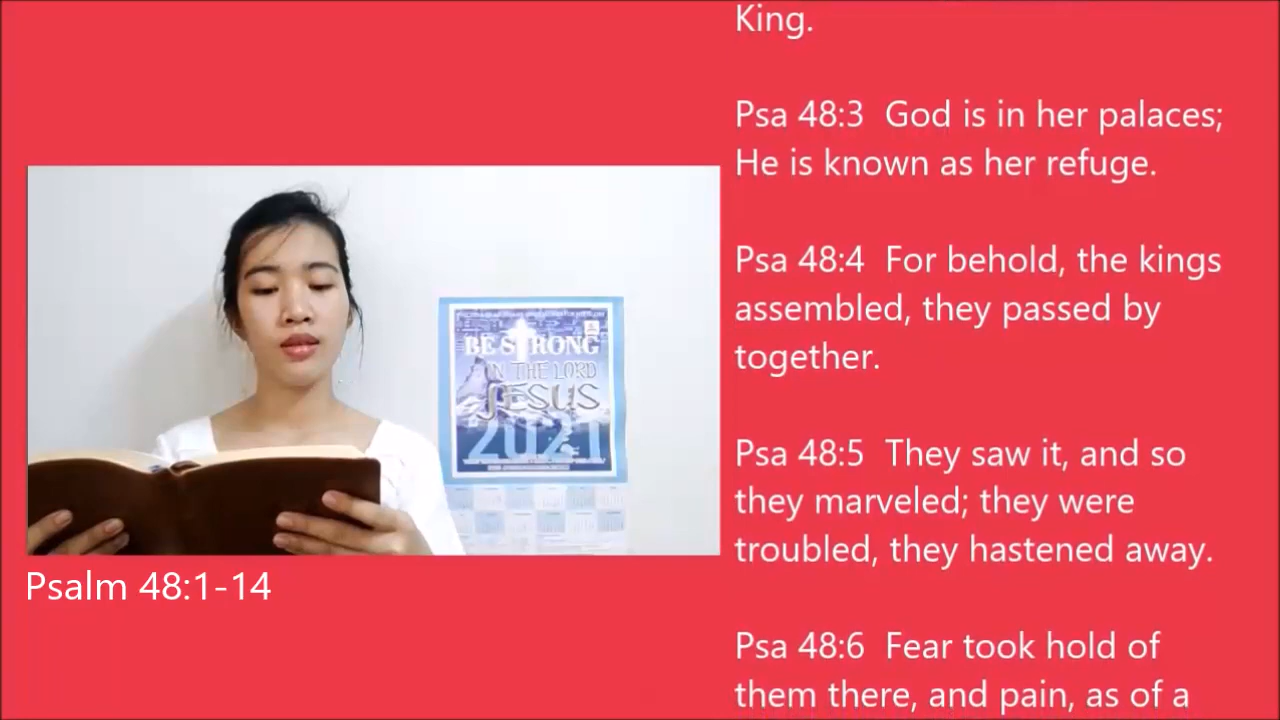 King.
Psa 48:3  God is in her palaces;
He is known as her refuge.
Psa 48:4  For behold, the kings
assembled, they passed by
together.
Psa 48:5  They saw it, and so
they marveled; they were
troubled, they hastened away.
Psa 48:6  Fear took hold of
them there, and pain, as of a
BE STRONG
IN THE LORD
JESUS
2021
Psalm 48:1-14